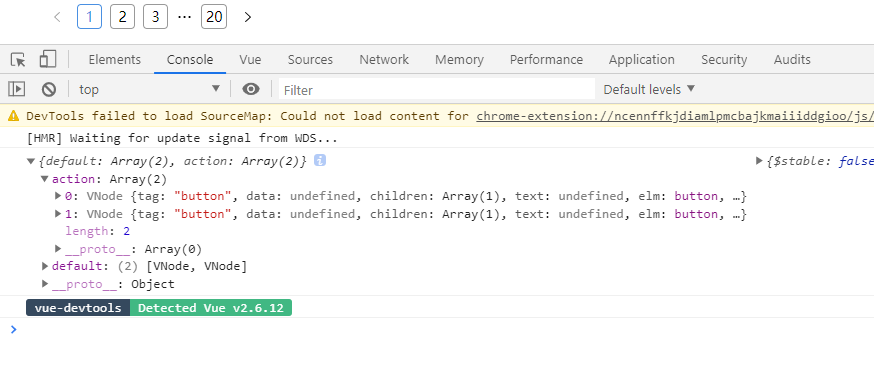 < 1 2 3 ··· 20 >
Elements Console Vue Sources Network Memory Performance Application Security Audits
top Filter Default levels
DevTools failed to load SourceMap: Could not load content for chrome-extension://ncennffkjdiamlpmcbajkmaiiiddgioo/js/
[HMR] Waiting for update signal from WDS...
{default: Array(2), action: Array(2)} i {$stable: false
action: Array(2)
0: VNode {tag: "button", data: undefined, children: Array(1), text: undefined, elm: button, …}
1: VNode {tag: "button", data: undefined, children: Array(1), text: undefined, elm: button, …}
length: 2
__proto__: Array(0)
default: (2) [VNode, VNode]
__proto__: Object
vue-devtools Detected Vue v2.6.12
>